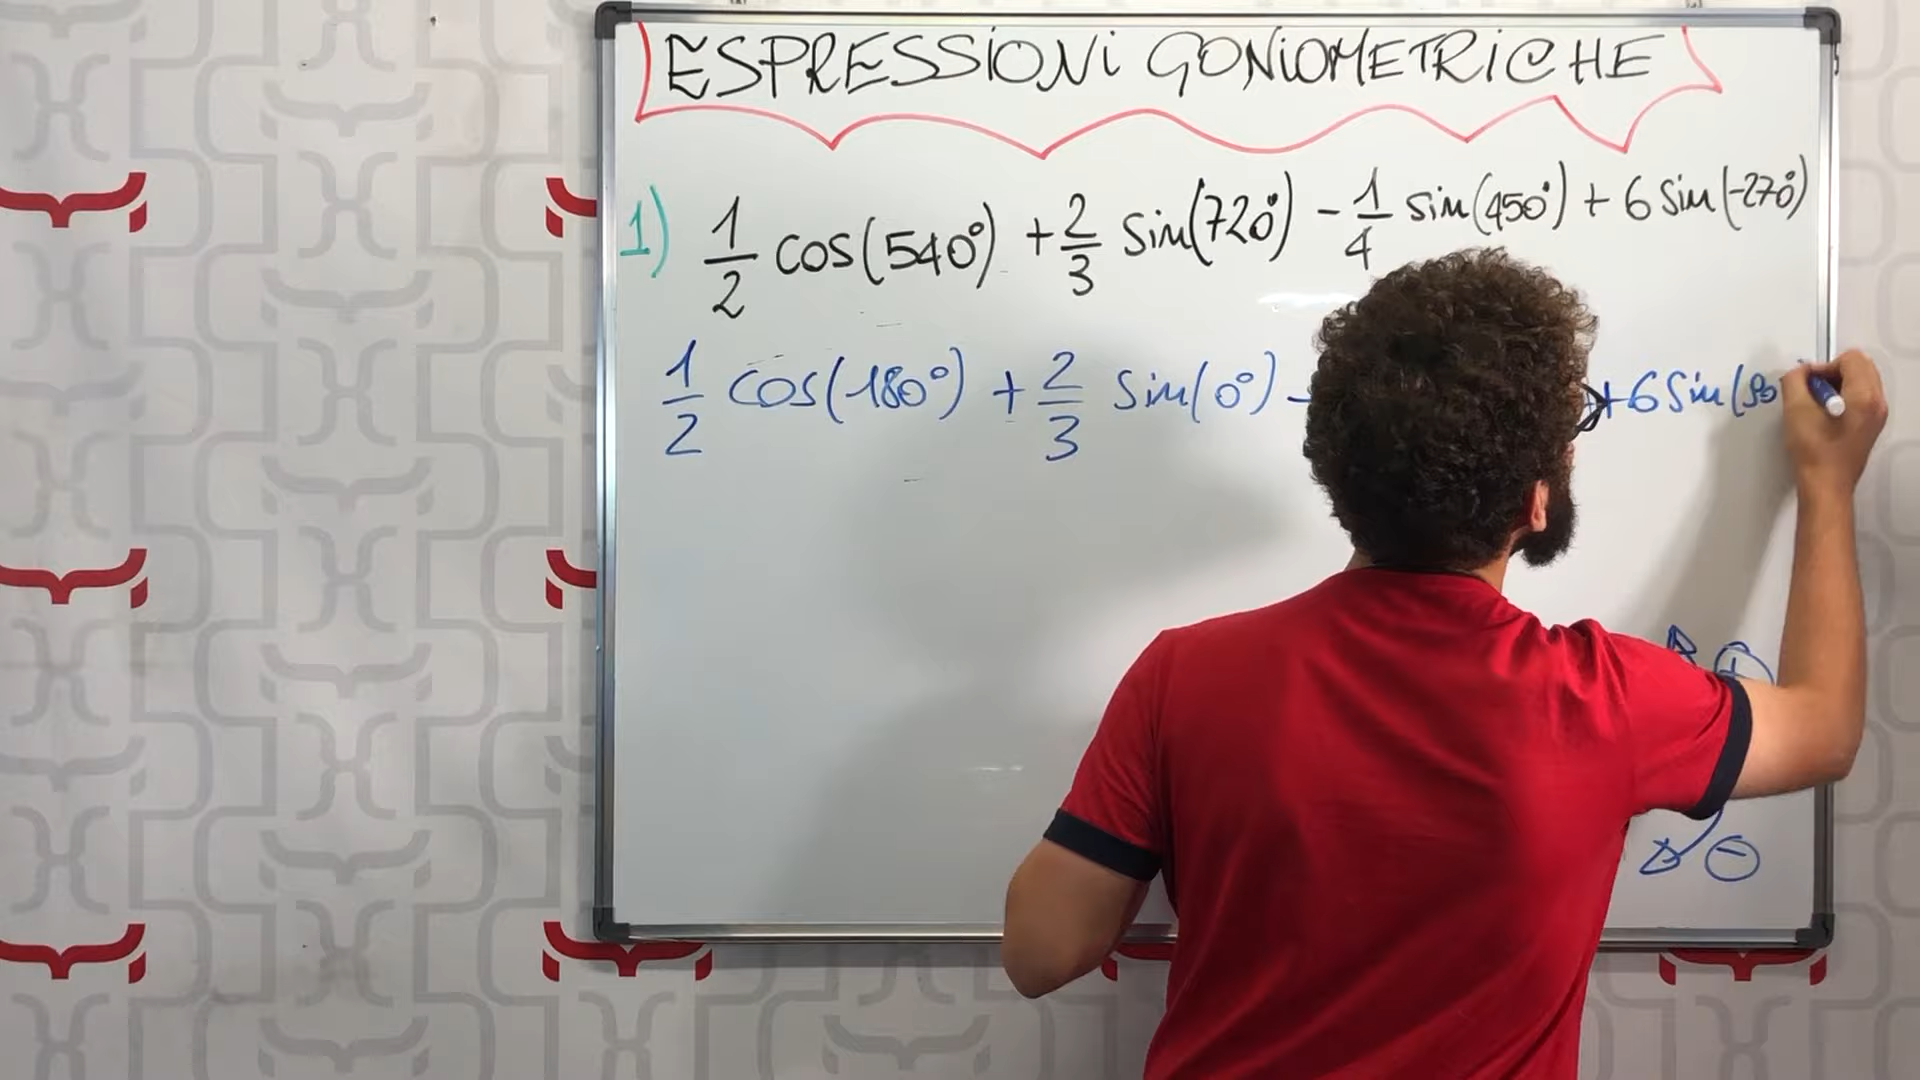 ESPRESSIONI GONIOMETRICHE
1) 1/2 cos(540°) + 2/3 sin(720°) - 1/4 sin(450°) + 6 sin(-270°)
1/2 cos(180°) + 2/3 sin(0°) - + 6 sin(90
+
-